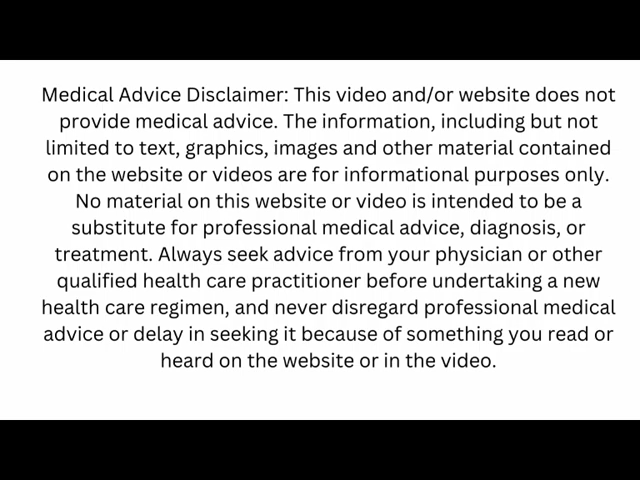 Medical Advice Disclaimer: This video and/or website does not
provide medical advice. The information, including but not
limited to text, graphics, images and other material contained
on the website or videos are for informational purposes only.
No material on this website or video is intended to be a
substitute for professional medical advice, diagnosis, or
treatment. Always seek advice from your physician or other
qualified health care practitioner before undertaking a new
health care regimen, and never disregard professional medical
advice or delay in seeking it because of something you read or
heard on the website or in the video.